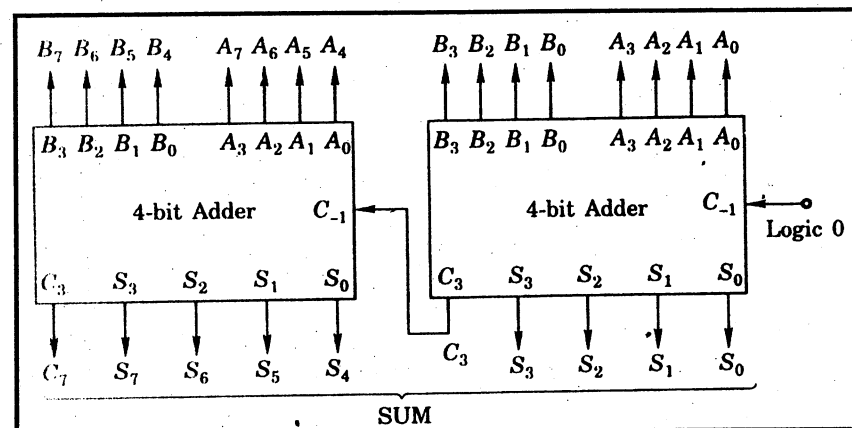 B₇ B₆ B₅ B₄ A₇ A₆ A₅ A₄ B₃ B₂ B₁ B₀ A₃ A₂ A₁ A₀
B₃ B₂ B₁ B₀ A₃ A₂ A₁ A₀ B₃ B₂ B₁ B₀ A₃ A₂ A₁ A₀
4-bit Adder C₋₁ 4-bit Adder C₋₁
Logic 0
C₃ S₃ S₂ S₁ S₀ C₃ S₃ S₂ S₁ S₀
C₇ S₇ S₆ S₅ S₄ C₃ S₃ S₂ S₁ S₀
SUM